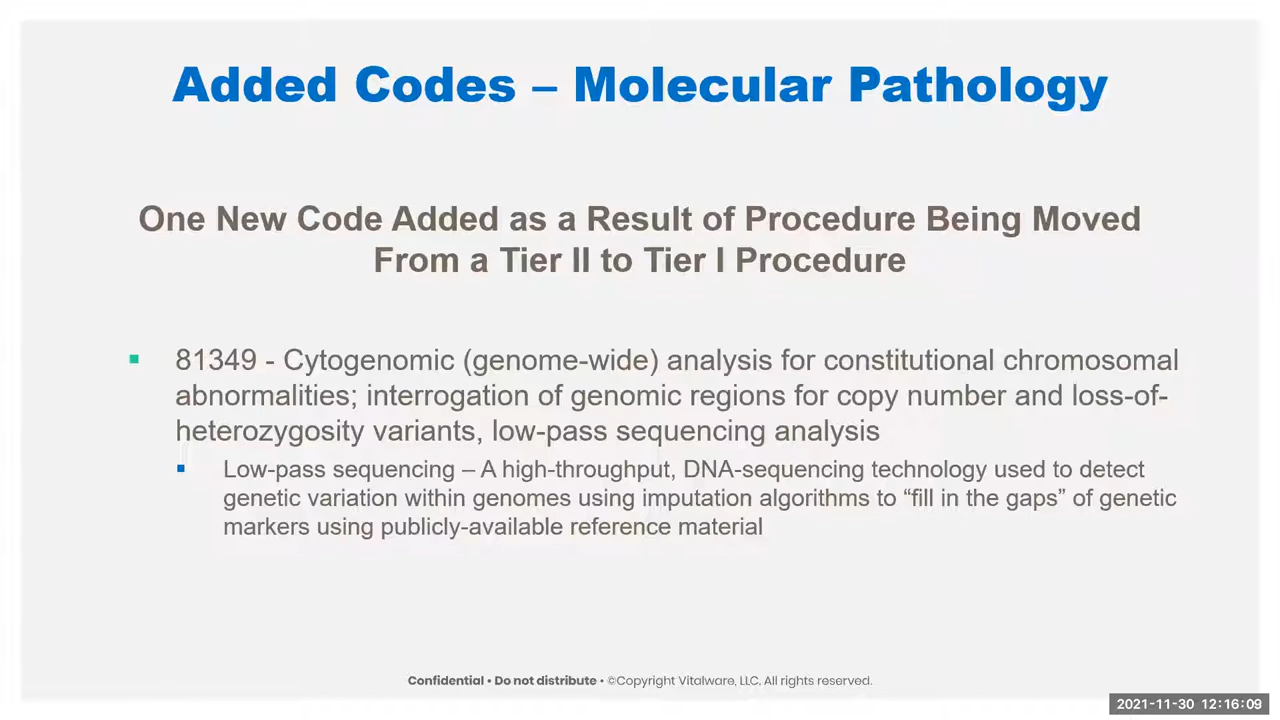 Added Codes – Molecular Pathology
One New Code Added as a Result of Procedure Being Moved
From a Tier II to Tier I Procedure
▪ 81349 - Cytogenomic (genome-wide) analysis for constitutional chromosomal
abnormalities; interrogation of genomic regions for copy number and loss-of-
heterozygosity variants, low-pass sequencing analysis
▪ Low-pass sequencing – A high-throughput, DNA-sequencing technology used to detect
genetic variation within genomes using imputation algorithms to “fill in the gaps” of genetic
markers using publicly-available reference material
Confidential • Do not distribute • ©Copyright Vitalware, LLC. All rights reserved.
2021-11-30 12:16:09